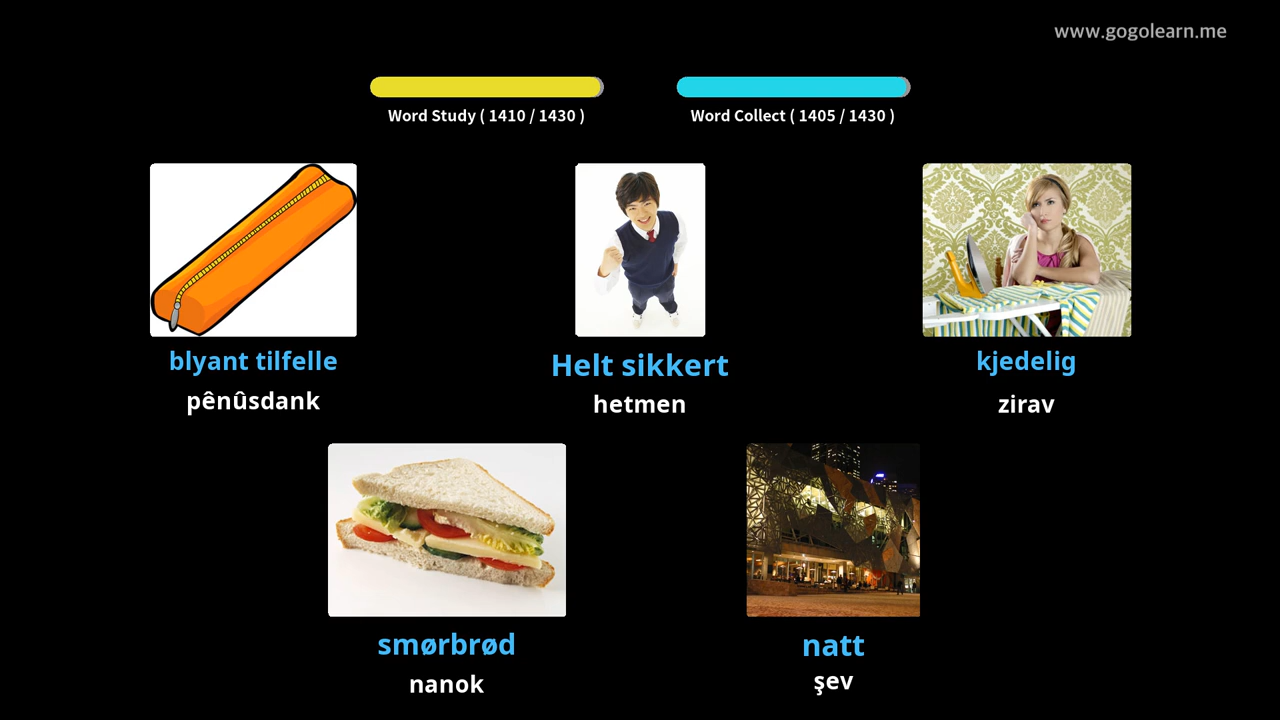 www.gogolearn.me
Word Study ( 1410 / 1430 )
Word Collect ( 1405 / 1430 )
blyant tilfelle
pênûsdank
Helt sikkert
hetmen
kjedelig
zirav
smørbrød
nanok
natt
şev